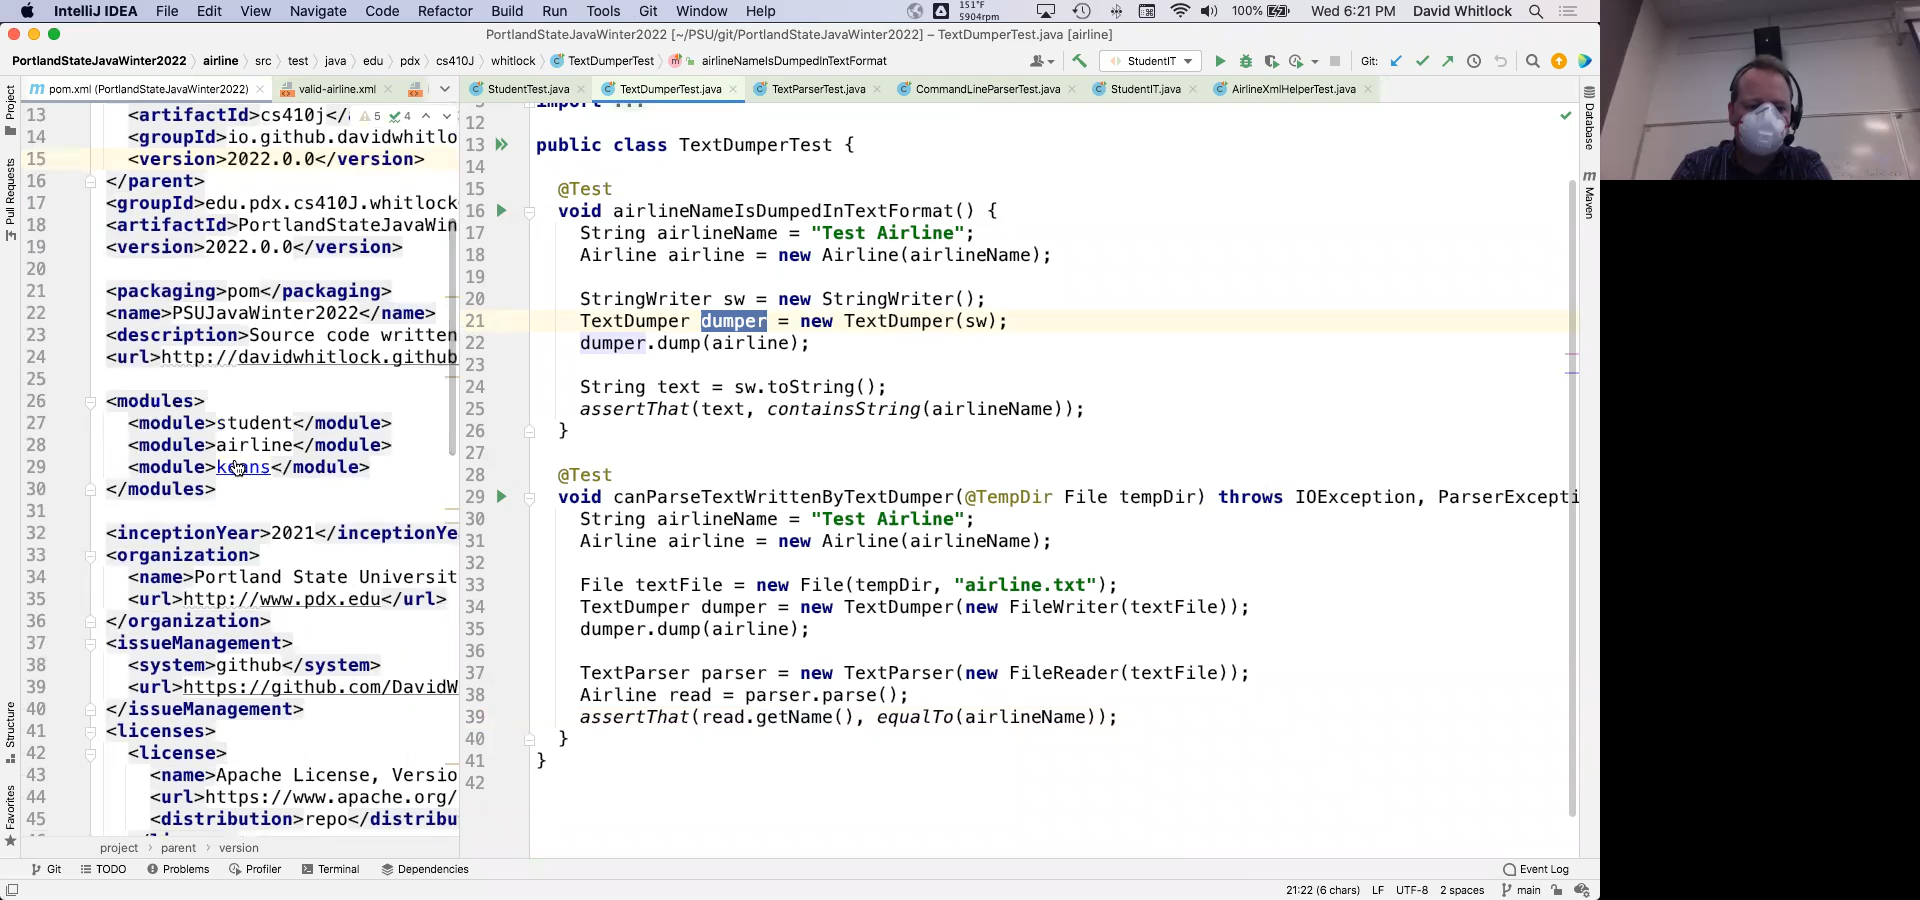 IntelliJ IDEA File Edit View Navigate Code Refactor Build Run Tools Git Window Help 151°F 5904rpm 100% Wed 6:21 PM David Whitlock
PortlandStateJavaWinter2022 [~/PSU/git/PortlandStateJavaWinter2022] – TextDumperTest.java [airline]
PortlandStateJavaWinter2022 airline src test java edu pdx cs410J whitlock TextDumperTest airlineNameIsDumpedInTextFormat StudentIT Git:
pom.xml (PortlandStateJavaWinter2022) valid-airline.xml StudentTest.java TextDumperTest.java TextParserTest.java CommandLineParserTest.java StudentIT.java AirlineXmlHelperTest.java
Project
Pull Requests
Structure
Favorites
13 <artifactId>cs410j</
5 4
14 <groupId>io.github.davidwhitlo
15 <version>2022.0.0</version>
16 </parent>
17 <groupId>edu.pdx.cs410J.whitlock
18 <artifactId>PortlandStateJavaWin
19 <version>2022.0.0</version>
20
21 <packaging>pom</packaging>
22 <name>PSUJavaWinter2022</name>
23 <description>Source code written
24 <url>http://davidwhitlock.github
25
26 <modules>
27 <module>student</module>
28 <module>airline</module>
29 <module>koans</module>
30 </modules>
31
32 <inceptionYear>2021</inceptionYe
33 <organization>
34 <name>Portland State Universit
35 <url>http://www.pdx.edu</url>
36 </organization>
37 <issueManagement>
38 <system>github</system>
39 <url>https://github.com/DavidW
40 </issueManagement>
41 <licenses>
42 <license>
43 <name>Apache License, Versio
44 <url>https://www.apache.org/
45 <distribution>repo</distribu
project parent version
import ...
12
13 public class TextDumperTest {
14
15 @Test
16 void airlineNameIsDumpedInTextFormat() {
17 String airlineName = "Test Airline";
18 Airline airline = new Airline(airlineName);
19
20 StringWriter sw = new StringWriter();
21 TextDumper dumper = new TextDumper(sw);
22 dumper.dump(airline);
23
24 String text = sw.toString();
25 assertThat(text, containsString(airlineName));
26 }
27
28 @Test
29 void canParseTextWrittenByTextDumper(@TempDir File tempDir) throws IOException, ParserExcepti
30 String airlineName = "Test Airline";
31 Airline airline = new Airline(airlineName);
32
33 File textFile = new File(tempDir, "airline.txt");
34 TextDumper dumper = new TextDumper(new FileWriter(textFile));
35 dumper.dump(airline);
36
37 TextParser parser = new TextParser(new FileReader(textFile));
38 Airline read = parser.parse();
39 assertThat(read.getName(), equalTo(airlineName));
40 }
41 }
42
Database
Maven
Git TODO Problems Profiler Terminal Dependencies Event Log
21:22 (6 chars) LF UTF-8 2 spaces main